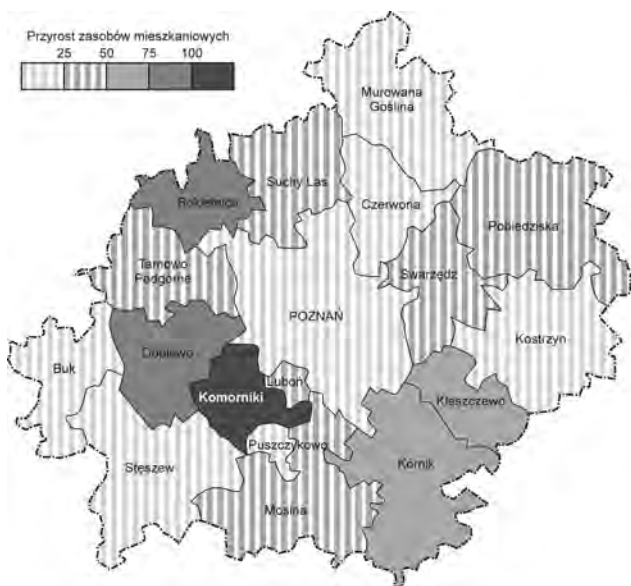 Przyrost zasobów mieszkaniowych
25 50 75 100
Murowana
Goślina
Suchy Las
Rokietnica
Czerwona
Pobiedziska
Tarnowo
Podgórne
Swarzędz
POZNAŃ
Kostrzyn
Buk
Dopiewo
Luboń
Komorniki
Kleszczewo
Puszczykowo
Kórnik
Stęszew
Mosina